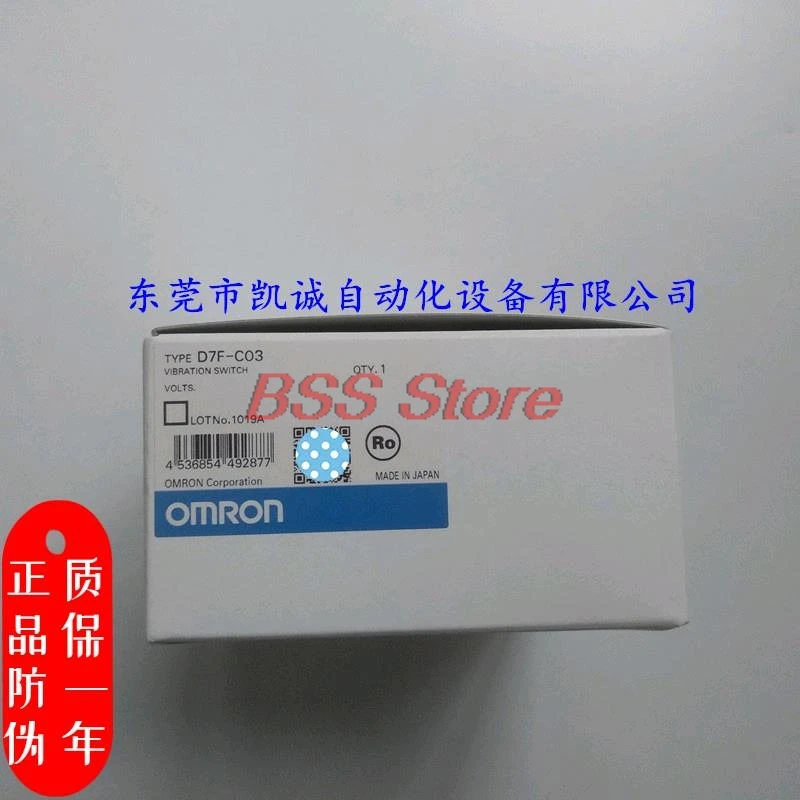 东莞市凯诚自动化设备有限公司
TYPE D7F-C03
VIBRATION SWITCH QTY. 1
VOLTS.
BSS Store
LOTNo.1019A
4 536854 492877
Ro
OMRON Corporation MADE IN JAPAN
OMRON
质保一年
正品防伪